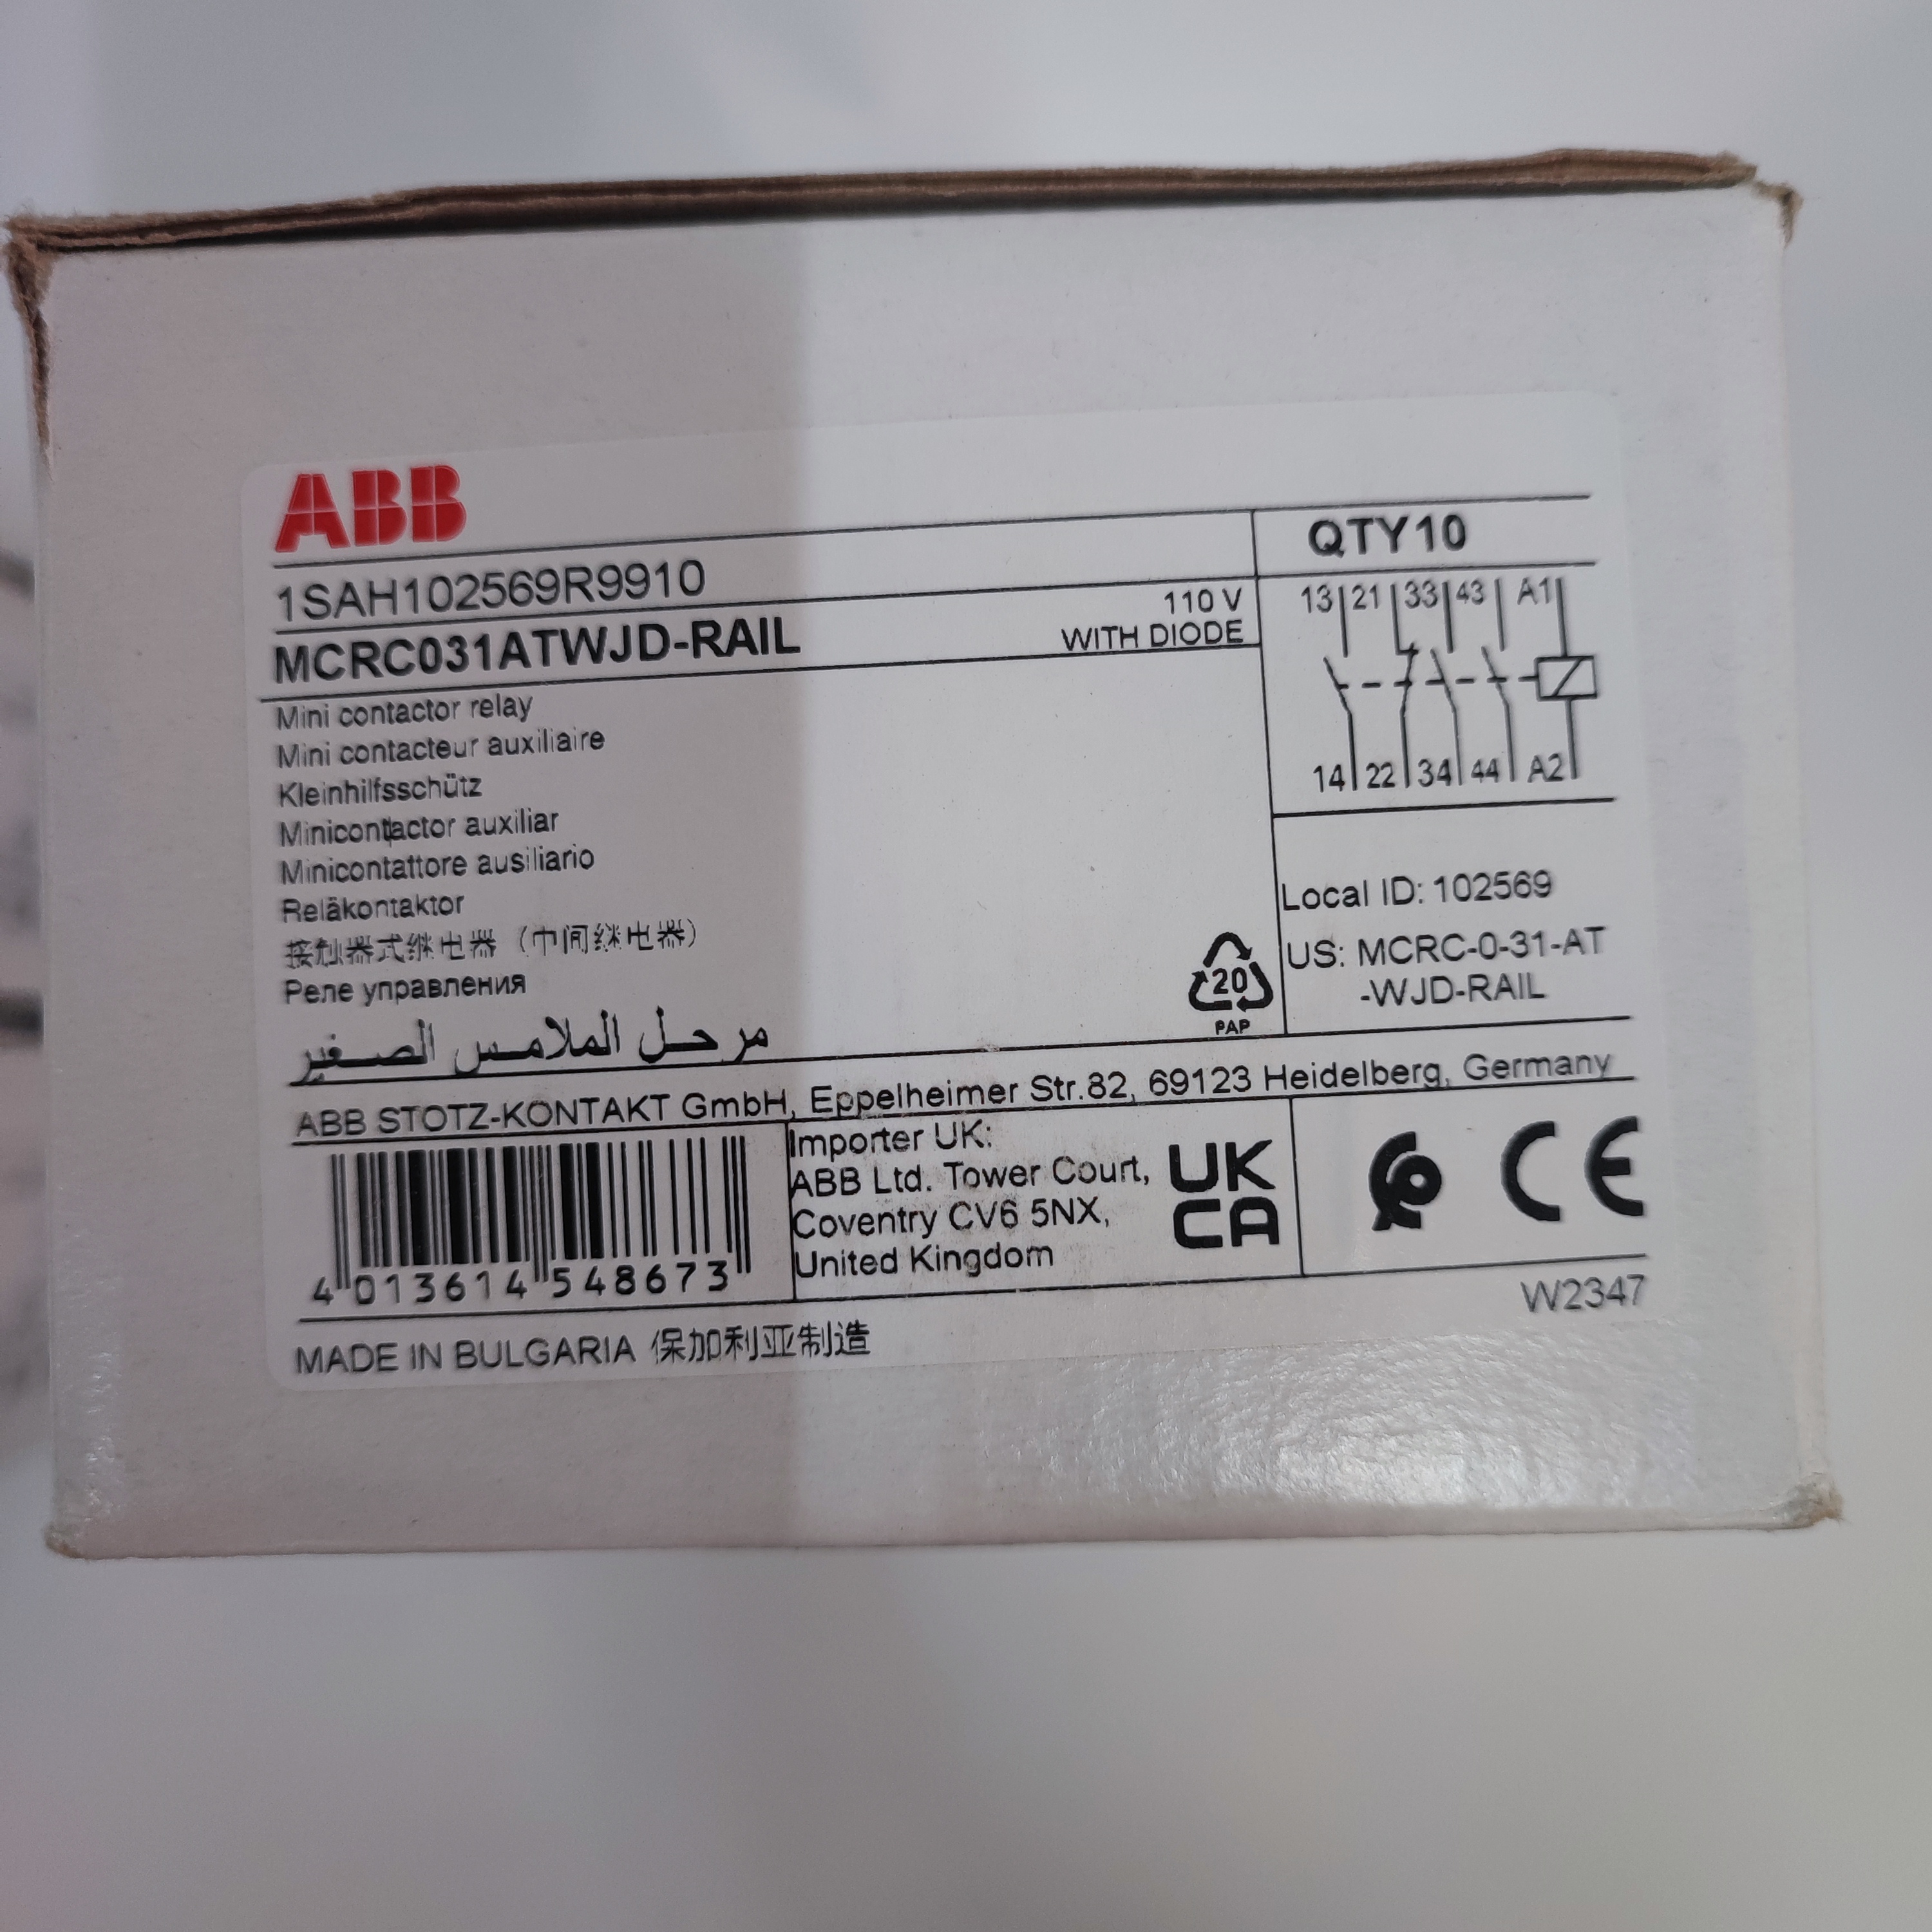 ABB
QTY10
1SAH102569R9910
MCRC031ATWJD-RAIL
110 V
WITH DIODE
13 21 33 43 A1
14 22 34 44 A2
Mini contactor relay
Mini contacteur auxiliaire
Kleinhilfsschütz
Minicontactor auxiliar
Minicontattore ausiliario
Reläkontaktor
接触器式继电器（中间继电器）
Реле управления
مرحل الملامس الصغير
20
PAP
Local ID: 102569
US: MCRC-0-31-AT
-WJD-RAIL
ABB STOTZ-KONTAKT GmbH, Eppelheimer Str.82, 69123 Heidelberg, Germany
4 013614 548673
Importer UK:
ABB Ltd. Tower Court,
Coventry CV6 5NX,
United Kingdom
UK
CA
CE
W2347
MADE IN BULGARIA 保加利亚制造